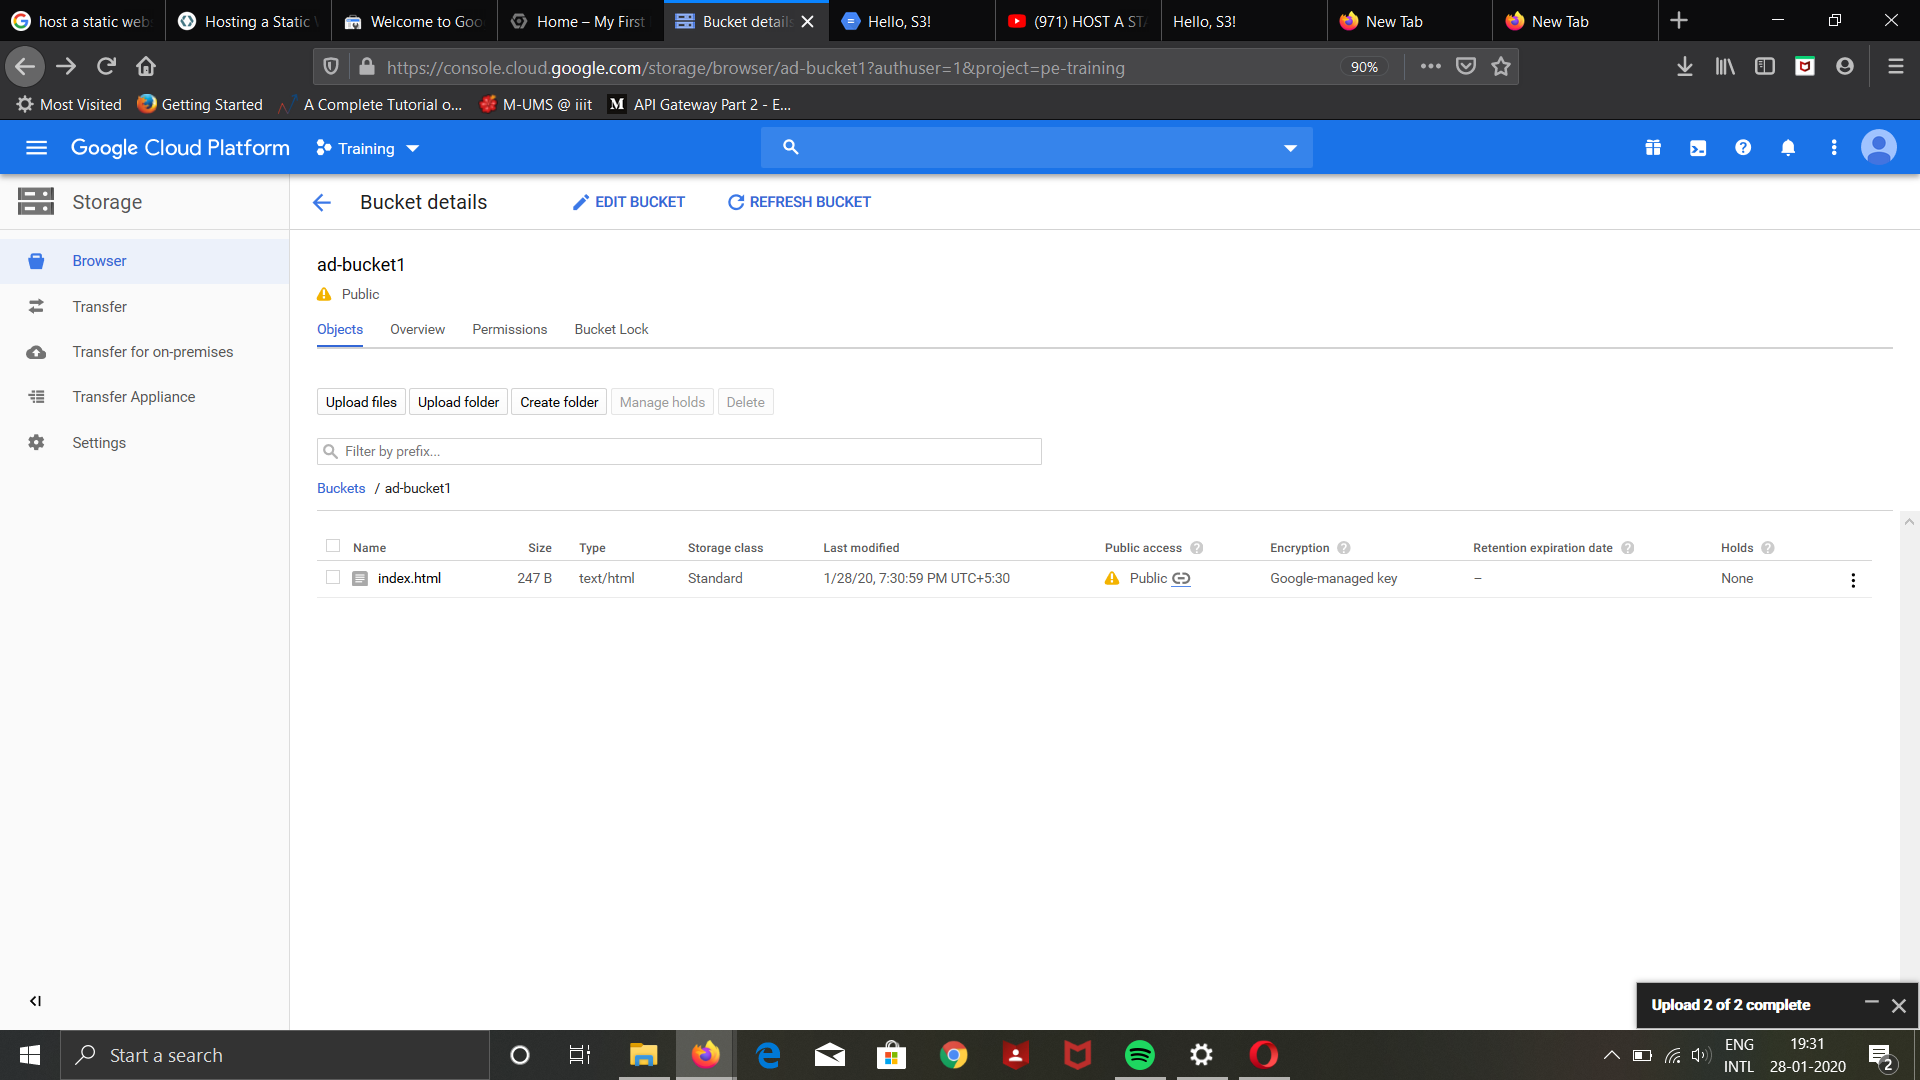 host a static web
Hosting a Static
Welcome to Goo
Home – My First
Bucket details
Hello, S3!
(971) HOST A STA
Hello, S3!
New Tab
New Tab
https://console.cloud.google.com/storage/browser/ad-bucket1?authuser=1&project=pe-training
90%
Most Visited
Getting Started
A Complete Tutorial o...
M-UMS @ iiit
M
API Gateway Part 2 - E...
Google Cloud Platform
Training
Storage
Bucket details
EDIT BUCKET
REFRESH BUCKET
Browser
Transfer
Transfer for on-premises
Transfer Appliance
Settings
ad-bucket1
Public
Objects
Overview
Permissions
Bucket Lock
Upload files
Upload folder
Create folder
Manage holds
Delete
Filter by prefix...
Buckets / ad-bucket1
Name Size Type Storage class Last modified Public access Encryption Retention expiration date Holds
index.html 247 B text/html Standard 1/28/20, 7:30:59 PM UTC+5:30 Public Google-managed key – None
Upload 2 of 2 complete
Start a search
ENG
INTL
19:31
28-01-2020
2